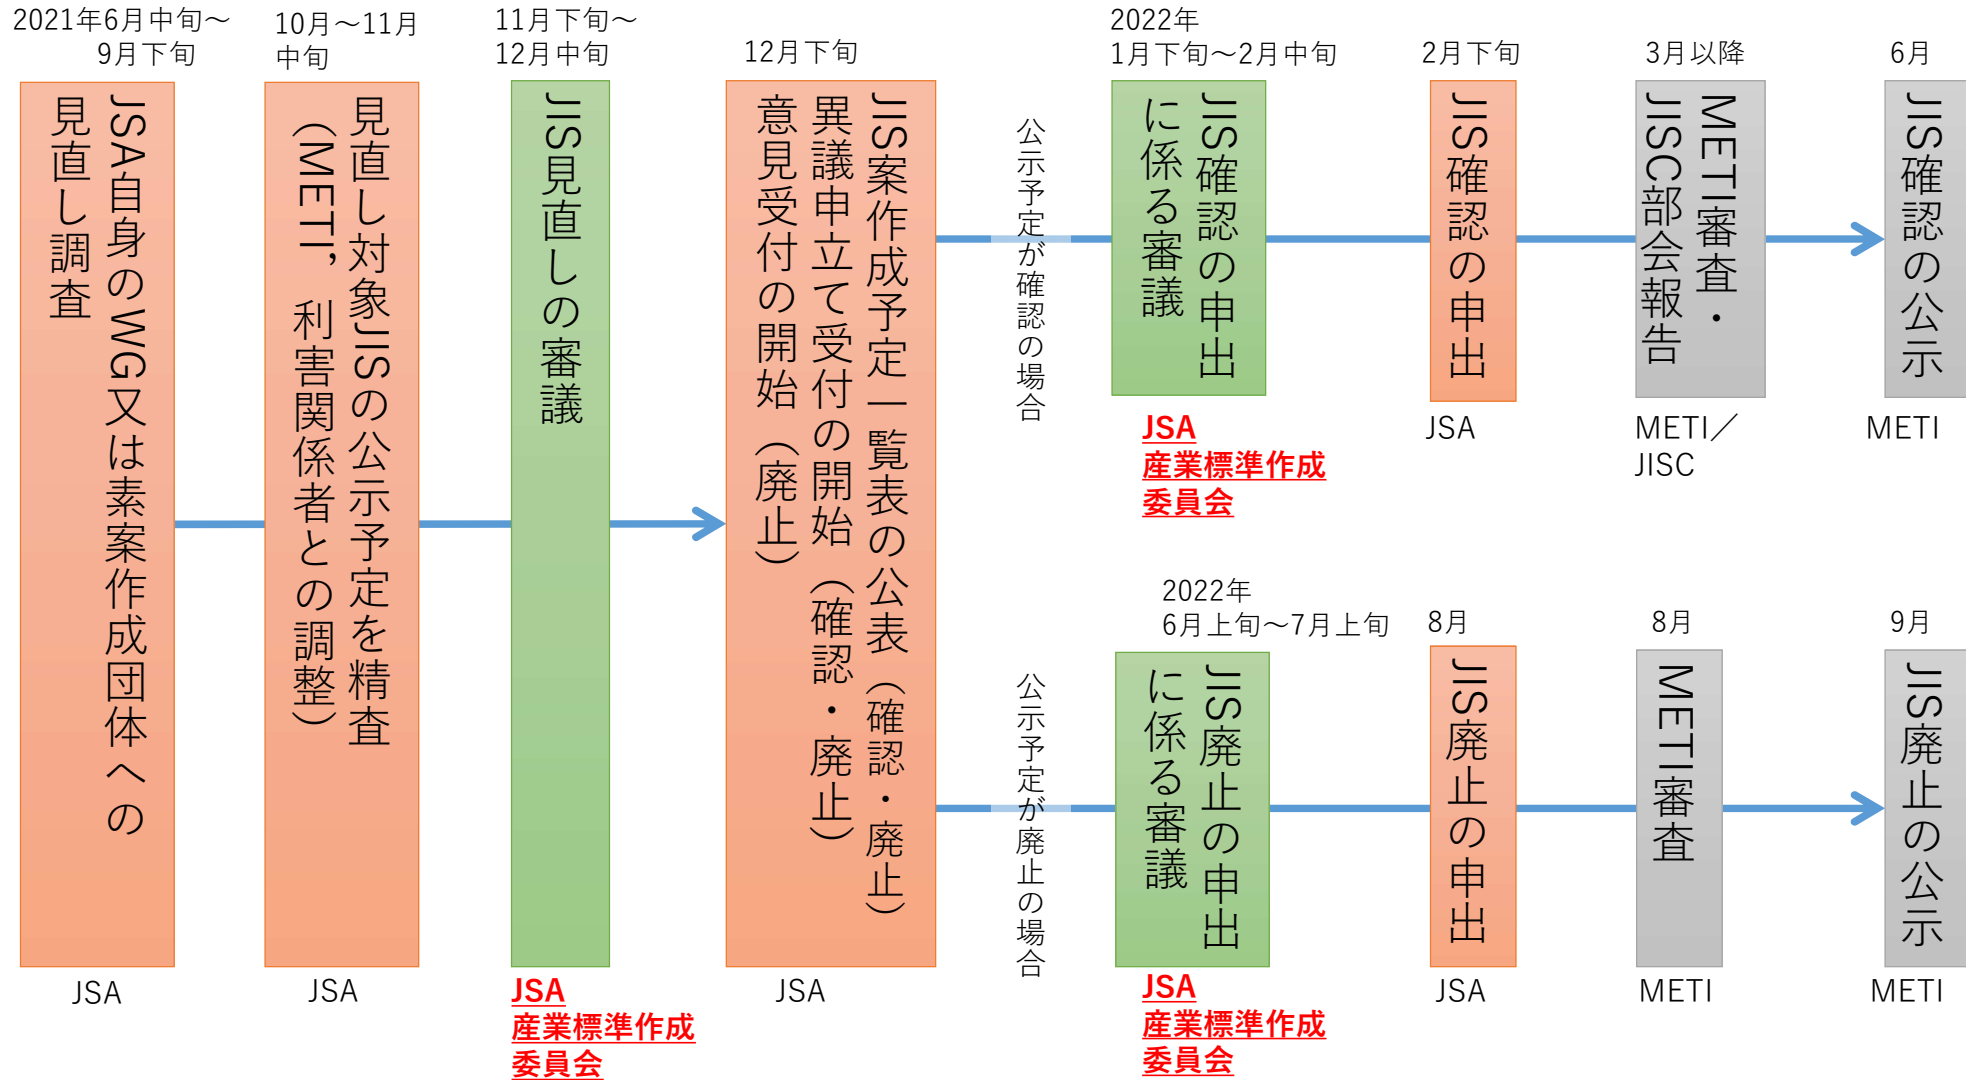 2021年6月中旬～
9月下旬
JSA自身のWG又は素案作成団体への
見直し調査
JSA
10月～11月
中旬
見直し対象JISの公示予定を精査
（METI，利害関係者との調整）
JSA
11月下旬～
12月中旬
JIS見直しの審議
JSA
産業標準作成
委員会
12月下旬
JIS案作成予定一覧表の公表（確認・廃止）
異議申立て受付の開始（確認・廃止）
意見受付の開始（廃止）
JSA
公示予定が確認の場合
2022年
1月下旬～2月中旬
JIS確認の申出
に係る審議
JSA
産業標準作成
委員会
2月下旬
JIS確認の申出
JSA
3月以降
METI審査・
JISC部会報告
METI／
JISC
6月
JIS確認の公示
METI
公示予定が廃止の場合
2022年
6月上旬～7月上旬
JIS廃止の申出
に係る審議
JSA
産業標準作成
委員会
8月
JIS廃止の申出
JSA
8月
METI審査
METI
9月
JIS廃止の公示
METI